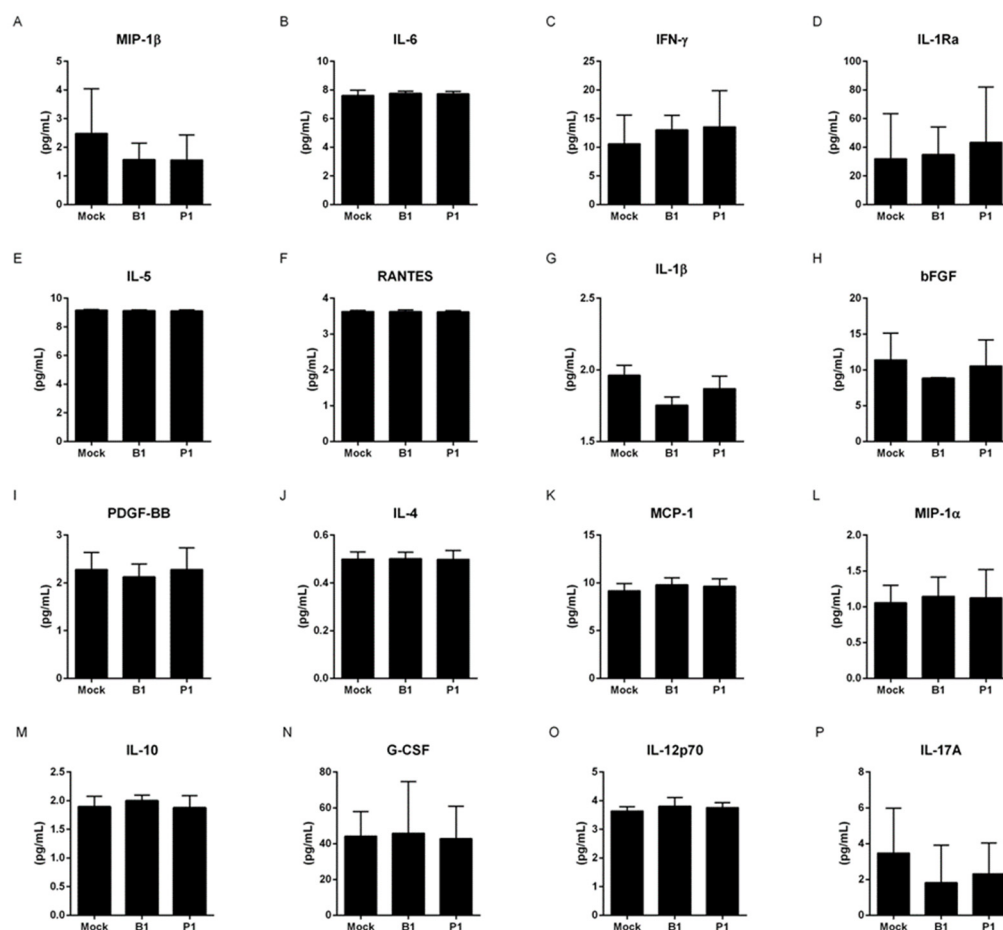 A
MIP-1β
(pg/mL)
5
4
3
2
1
0
Mock B1 P1
B
IL-6
(pg/mL)
10
8
6
4
2
0
Mock B1 P1
C
IFN-γ
(pg/mL)
25
20
15
10
5
0
Mock B1 P1
D
IL-1Ra
(pg/mL)
100
80
60
40
20
0
Mock B1 P1
E
IL-5
(pg/mL)
10
8
6
4
2
0
Mock B1 P1
F
RANTES
(pg/mL)
4
3
2
1
0
Mock B1 P1
G
IL-1β
(pg/mL)
2.5
2.0
1.5
Mock B1 P1
H
bFGF
(pg/mL)
20
15
10
5
0
Mock B1 P1
I
PDGF-BB
(pg/mL)
3
2
1
0
Mock B1 P1
J
IL-4
(pg/mL)
0.6
0.4
0.2
0.0
Mock B1 P1
K
MCP-1
(pg/mL)
15
10
5
0
Mock B1 P1
L
MIP-1α
(pg/mL)
2.0
1.5
1.0
0.5
0.0
Mock B1 P1
M
IL-10
(pg/mL)
2.5
2.0
1.5
1.0
0.5
0.0
Mock B1 P1
N
G-CSF
(pg/mL)
80
60
40
20
0
Mock B1 P1
O
IL-12p70
(pg/mL)
5
4
3
2
1
0
Mock B1 P1
P
IL-17A
(pg/mL)
8
6
4
2
0
Mock B1 P1